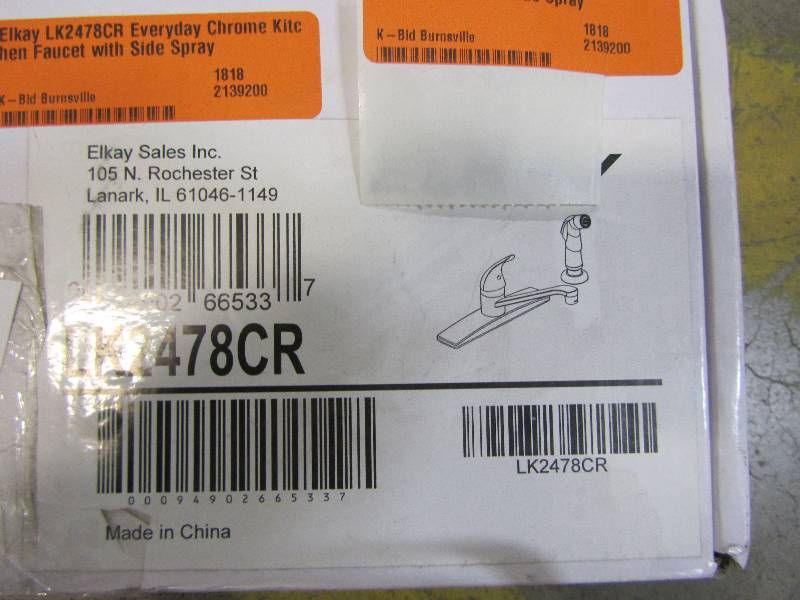 Elkay LK2478CR Everyday Chrome Kitc
hen Faucet with Side Spray
1818
K-Bld Burnsville
2139200
Spray
K-Bld Burnsville
1818
2139200
Elkay Sales Inc.
105 N. Rochester St
Lanark, IL 61046-1149
66533 7
LK2478CR
00094902665337
LK2478CR
Made in China